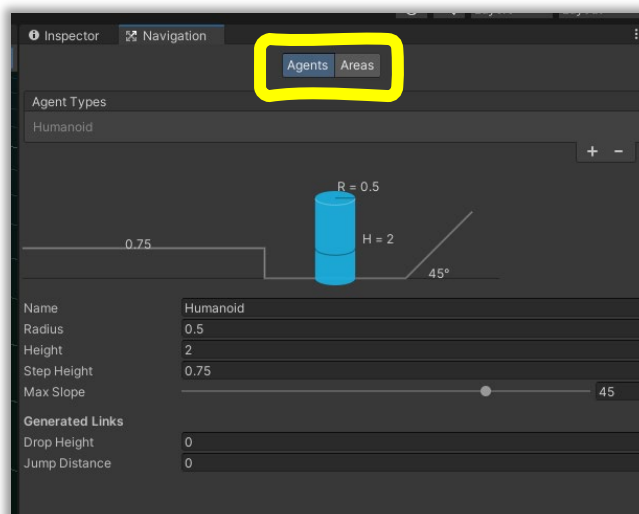 Inspector Navigation
Agents Areas
Agent Types
Humanoid
+ -
R = 0.5
0.75
H = 2
45°
Name Humanoid
Radius 0.5
Height 2
Step Height 0.75
Max Slope 45
Generated Links
Drop Height 0
Jump Distance 0